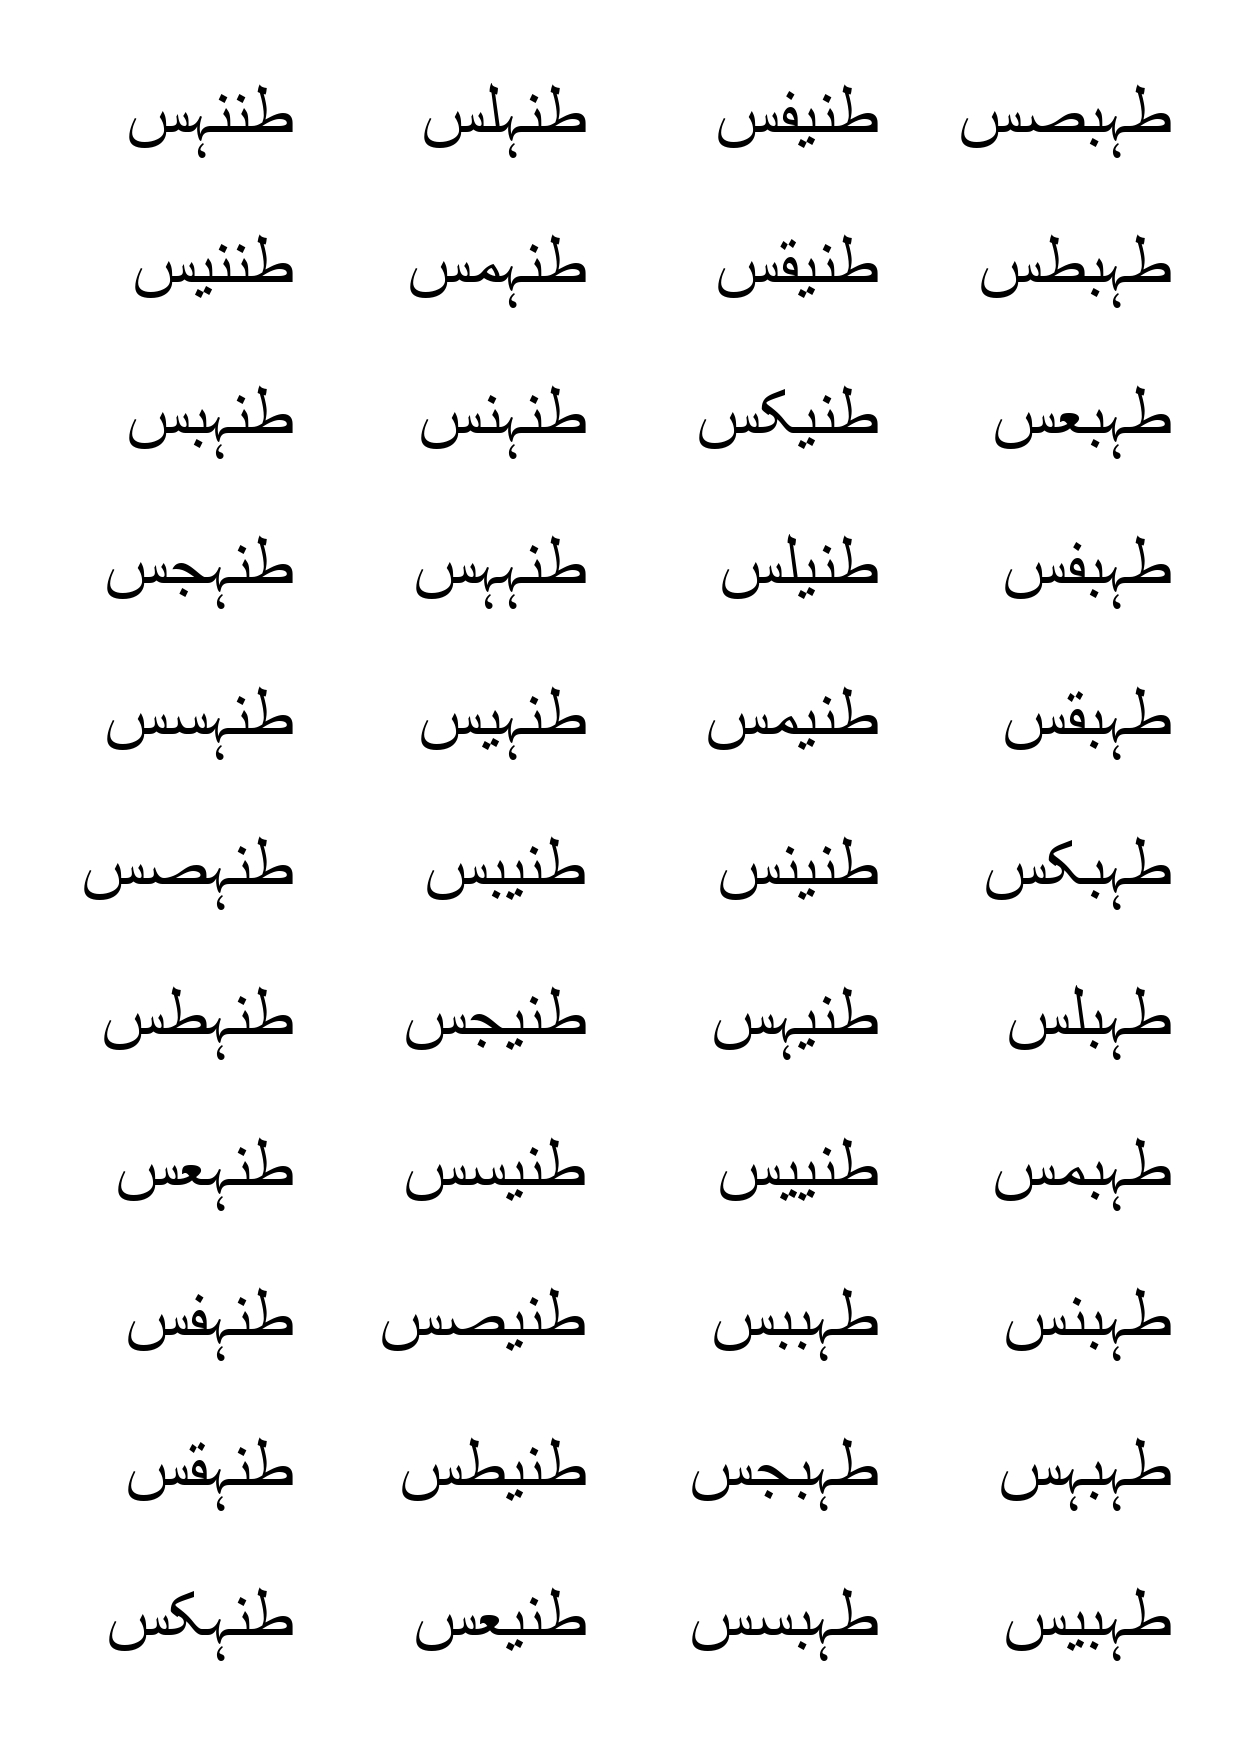 طہبصس طنیفس طنہلس طننہس
طہبطس طنیقس طنہمس طننیس
طہبعس طنیکس طنہنس طنہبس
طہبفس طنیلس طنہہس طنہجس
طہبقس طنیمس طنہیس طنہسس
طہبکس طنینس طنیبس طنہصس
طہبلس طنیہس طنیجس طنہطس
طہبمس طنییس طنیسس طنہعس
طہبنس طہببس طنیصس طنہفس
طہبہس طہبجس طنیطس طنہقس
طہبیس طہبسس طنیعس طنہکس